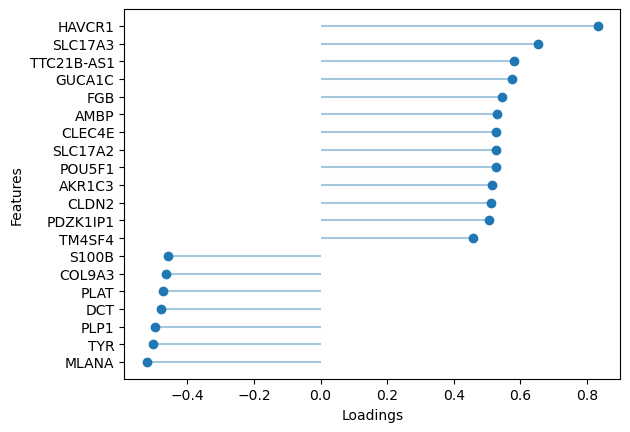 HAVCR1
SLC17A3
TTC21B-AS1
GUCA1C
FGB
AMBP
CLEC4E
SLC17A2
POU5F1
AKR1C3
CLDN2
PDZK1IP1
TM4SF4
S100B
COL9A3
PLAT
DCT
PLP1
TYR
MLANA
Features
−0.4 −0.2 0.0 0.2 0.4 0.6 0.8
Loadings